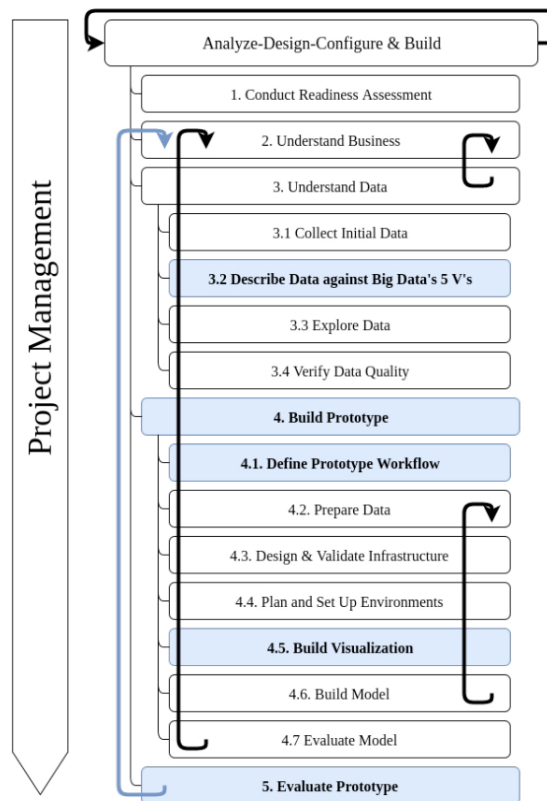 Project Management
Analyze-Design-Configure & Build
1. Conduct Readiness Assessment
2. Understand Business
3. Understand Data
3.1 Collect Initial Data
3.2 Describe Data against Big Data's 5 V's
3.3 Explore Data
3.4 Verify Data Quality
4. Build Prototype
4.1. Define Prototype Workflow
4.2. Prepare Data
4.3. Design & Validate Infrastructure
4.4. Plan and Set Up Environments
4.5. Build Visualization
4.6. Build Model
4.7 Evaluate Model
5. Evaluate Prototype